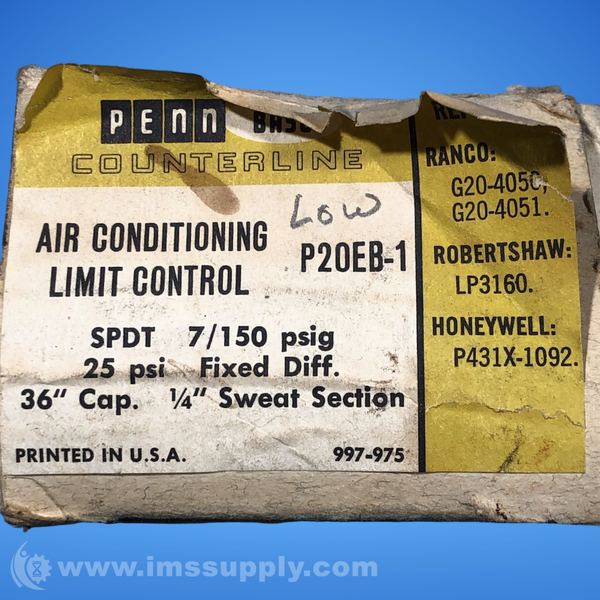 PENN BASO
COUNTERLINE
LOW
AIR CONDITIONING
LIMIT CONTROL
P20EB-1
SPDT 7/150 psig
25 psi Fixed Diff.
36" Cap. ¼" Sweat Section
PRINTED IN U.S.A.
997-975
RANCO:
G20-4050,
G20-4051.
ROBERTSHAW:
LP3160.
HONEYWELL:
P431X-1092.
www.imssupply.com